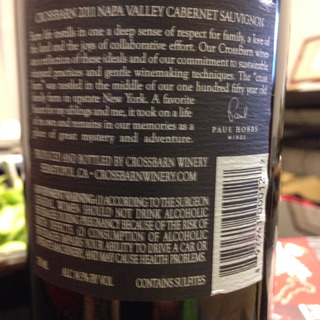 CROSSBARN 2011 NAPA VALLEY CABERNET SAUVIGNON
Farm life instills in one a deep sense of respect for family, a love of
the land and the joys of collaborative effort. Our CrossBarn wines
are a reflection of these ideals and of our commitment to sustainable
vineyard practices and gentle winemaking techniques. The "cross
barn" was nestled in the middle of our one hundred fifty year old
family farm in upstate New York. A favorite
of my siblings and me, it took on a life
of its own and remains in our memories as a
place of great mystery and adventure.
PAUL HOBBS
WINES
PRODUCED AND BOTTLED BY CROSSBARN WINERY
SEBASTOPOL, CA • CROSSBARNWINERY.COM
GOVERNMENT WARNING: (1) ACCORDING TO THE SURGEON
GENERAL, WOMEN SHOULD NOT DRINK ALCOHOLIC
BEVERAGES DURING PREGNANCY BECAUSE OF THE RISK OF
BIRTH DEFECTS. (2) CONSUMPTION OF ALCOHOLIC
BEVERAGES IMPAIRS YOUR ABILITY TO DRIVE A CAR OR
OPERATE MACHINERY, AND MAY CAUSE HEALTH PROBLEMS.
BY VOL. CONTAINS SULFITES